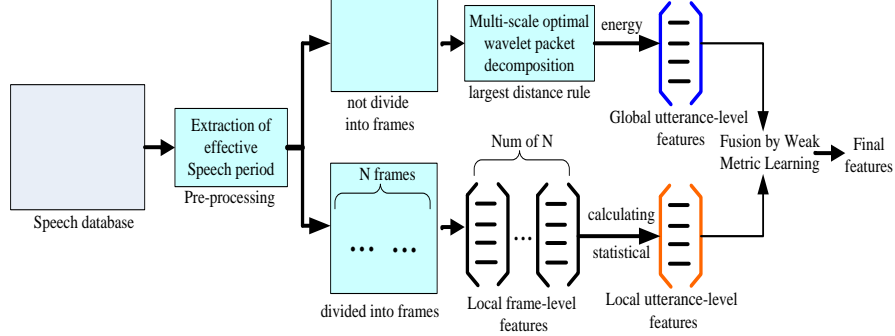 Speech database
Extraction of
effective
Speech period
Pre-processing
not divide
into frames
Multi-scale optimal
wavelet packet
decomposition
largest distance rule
energy
Global utterance-level
features
N frames
... ...
divided into frames
Num of N
...
Local frame-level
features
calculating
statistical
Local utterance-level
features
Fusion by Weak
Metric Learning
Final
features